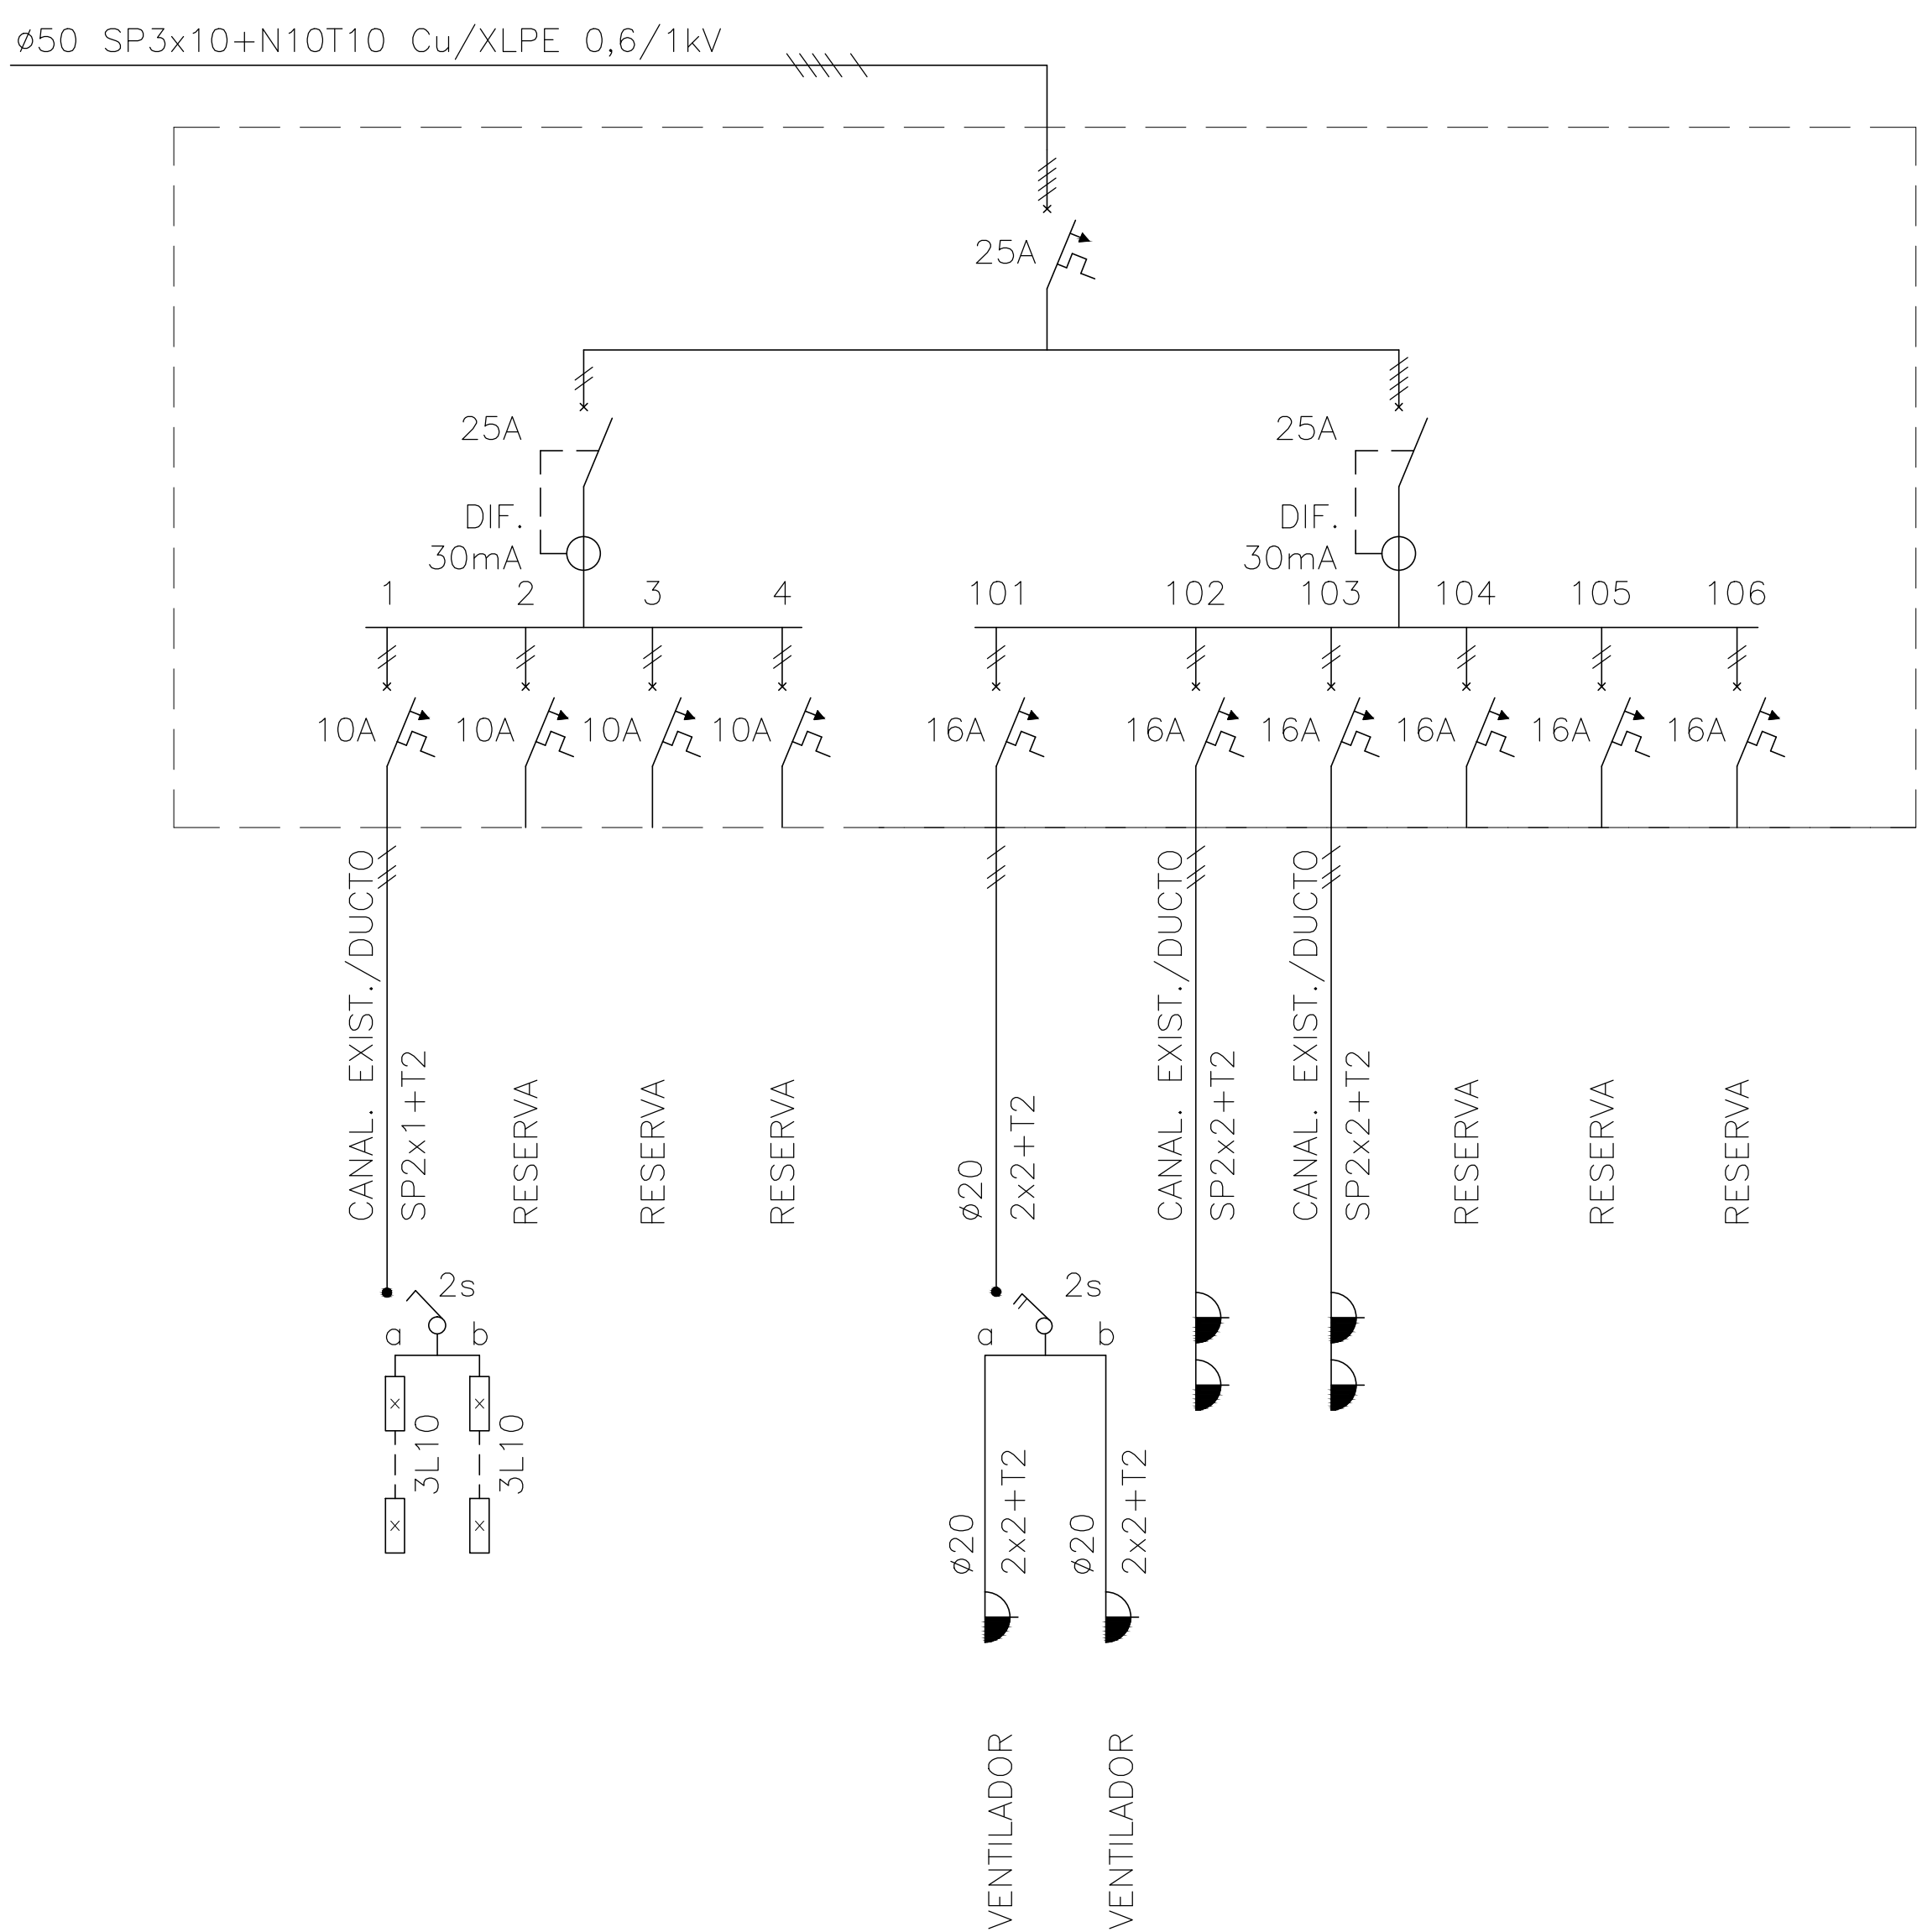 ø50 SP3x10+N10T10 Cu/XLPE 0,6/1kV
25A
25A
25A
DIF.
30mA
DIF.
30mA
1
2
3
4
101
102
103
104
105
106
10A
10A
10A
10A
16A
16A
16A
16A
16A
16A
CANAL. EXIST./DUCTO
SP2x1+T2
RESERVA
RESERVA
RESERVA
ø20
2x2+T2
CANAL. EXIST./DUCTO
SP2x2+T2
CANAL. EXIST./DUCTO
SP2x2+T2
RESERVA
RESERVA
RESERVA
2s
a
b
2s
a
b
x
x
3L10
3L10
x
x
ø20
2x2+T2
ø20
2x2+T2
VENTILADOR
VENTILADOR